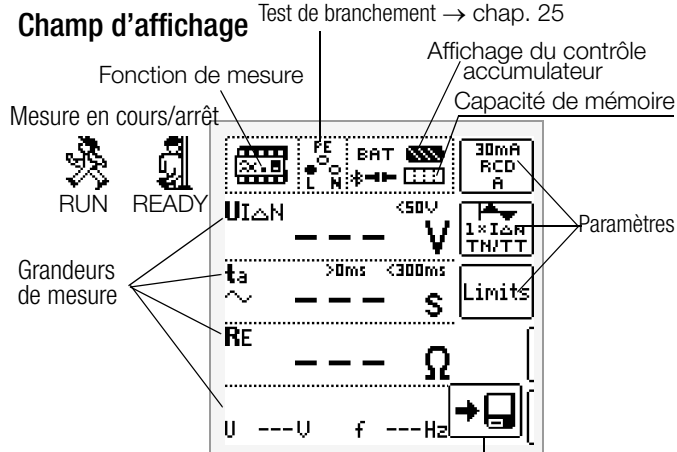 Champ d'affichage
Test de branchement → chap. 25
Affichage du contrôle
accumulateur
Fonction de mesure
Capacité de mémoire
Mesure en cours/arrêt
RUN READY
PE
L N
BAT
30mA
RCD
A
UI△N <50V
--- V
1×I△N
TN/TT
Paramètres
Grandeurs
de mesure
ta >0ms <300ms
~ --- s
Limits
RE
--- Ω
U ---V f ---Hz